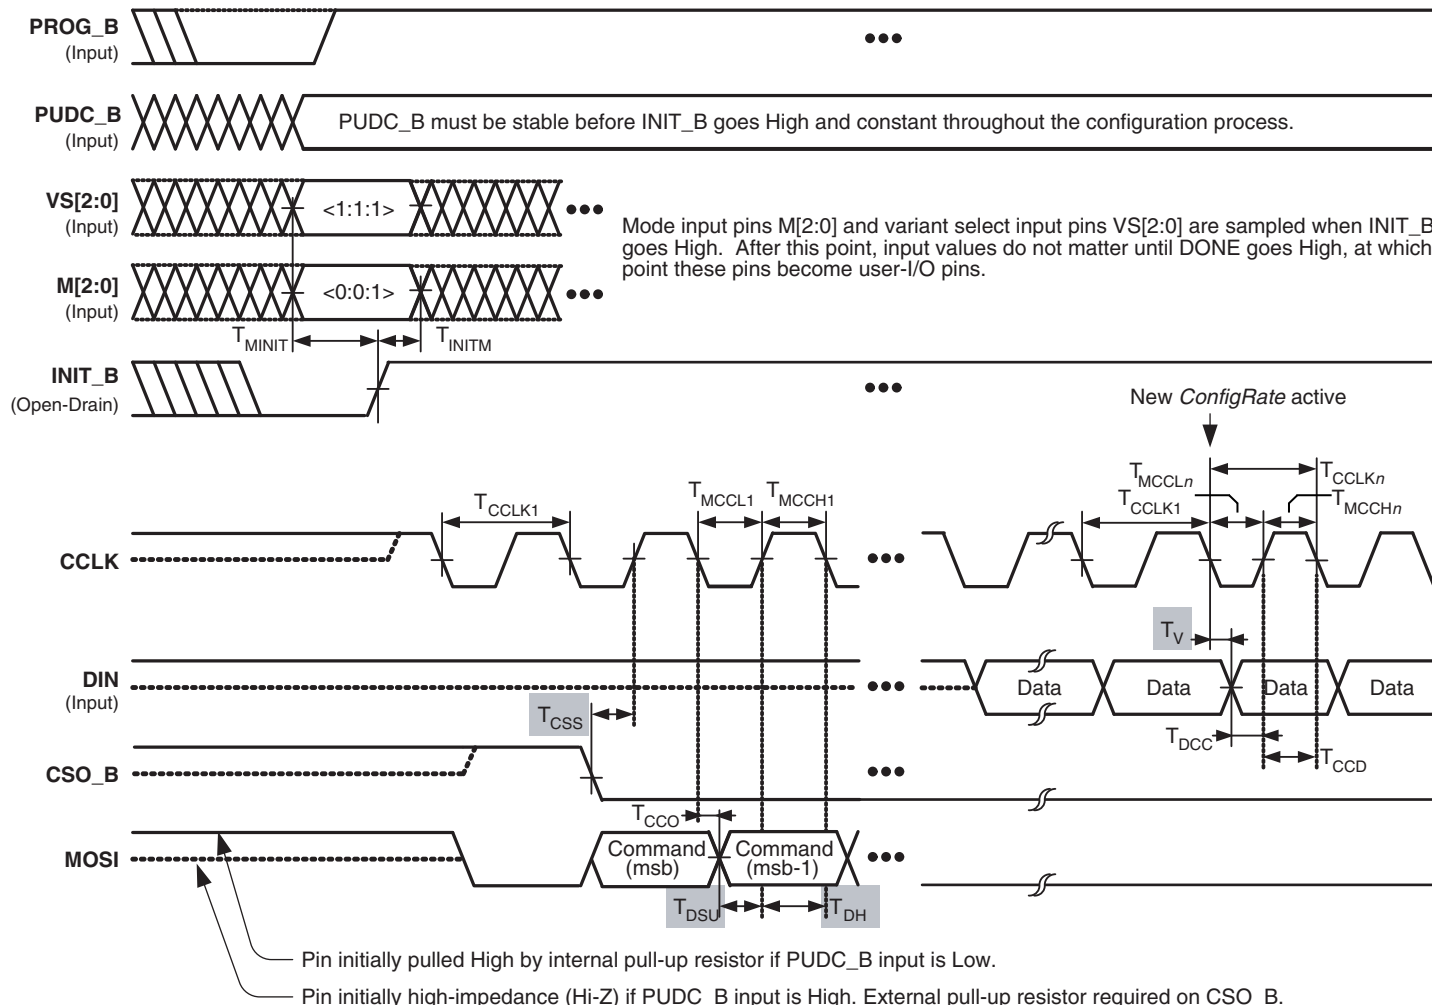 PROG_B
(Input)
PUDC_B
(Input)
PUDC_B must be stable before INIT_B goes High and constant throughout the configuration process.
VS[2:0]
(Input)
<1:1:1>
Mode input pins M[2:0] and variant select input pins VS[2:0] are sampled when INIT_B
goes High. After this point, input values do not matter until DONE goes High, at which
point these pins become user-I/O pins.
M[2:0]
(Input)
<0:0:1>
TMINIT
TINITM
INIT_B
(Open-Drain)
New ConfigRate active
TCCLK1
TMCCL1
TMCCH1
TMCCLn
TCCLKn
TCCLK1
TMCCHn
CCLK
TV
DIN
(Input)
Data
Data
Data
Data
TCSS
TDCC
TCCD
CSO_B
TCCO
MOSI
Command
(msb)
Command
(msb-1)
TDSU
TDH
Pin initially pulled High by internal pull-up resistor if PUDC_B input is Low.
Pin initially high-impedance (Hi-Z) if PUDC_B input is High. External pull-up resistor required on CSO_B.